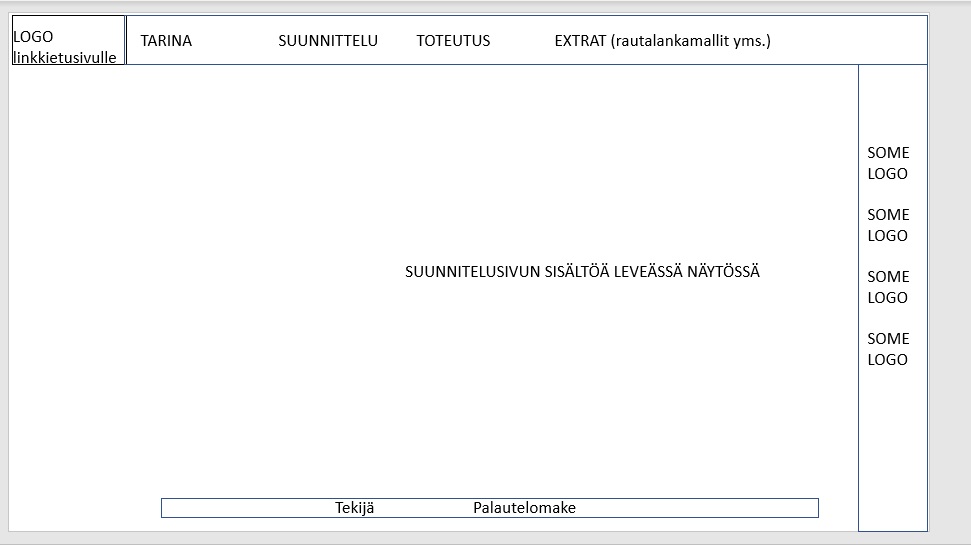 LOGO
linkkietusivulle
TARINA
SUUNNITTELU
TOTEUTUS
EXTRAT (rautalankamallit yms.)
SOME
LOGO
SOME
LOGO
SOME
LOGO
SOME
LOGO
SUUNNITELUSIVUN SISÄLTÖÄ LEVEÄSSÄ NÄYTÖSSÄ
Tekijä
Palautelomake